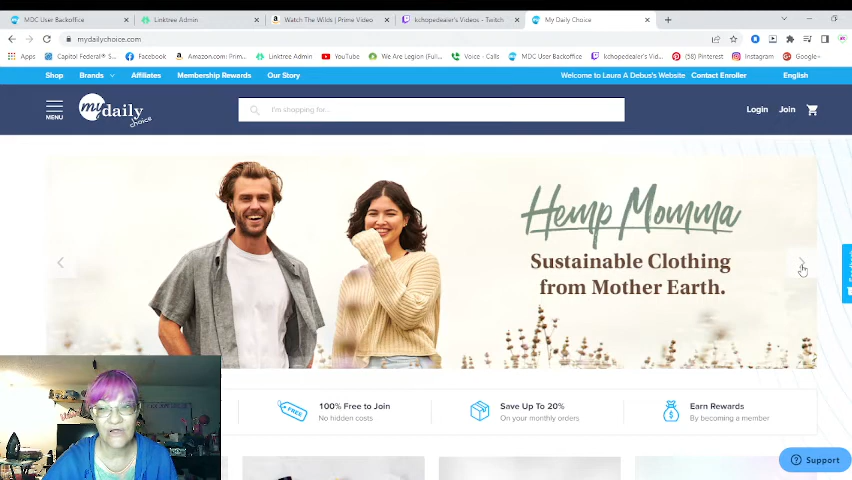 MDC User Backoffice
Linktree Admin
Watch The Wilds | Prime Video
kchopedealer's Videos - Twitch
My Daily Choice
mydailychoice.com
Apps
Capitol Federal® S...
Facebook
Amazon.com: Prime...
Linktree Admin
YouTube
We Are Legion (Full...
Voice - Calls
MDC User Backoffice
kchopedealer's Vid...
(58) Pinterest
Instagram
Google+
Shop
Brands
Affiliates
Membership Rewards
Our Story
Welcome to Laura A Debus's Website
Contact Enroller
English
MENU
my daily choice
I'm shopping for...
Login
Join
Hemp Momma
Sustainable Clothing
from Mother Earth.
FREE
100% Free to Join
No hidden costs
Save Up To 20%
On your monthly orders
$
Earn Rewards
By becoming a member
Support